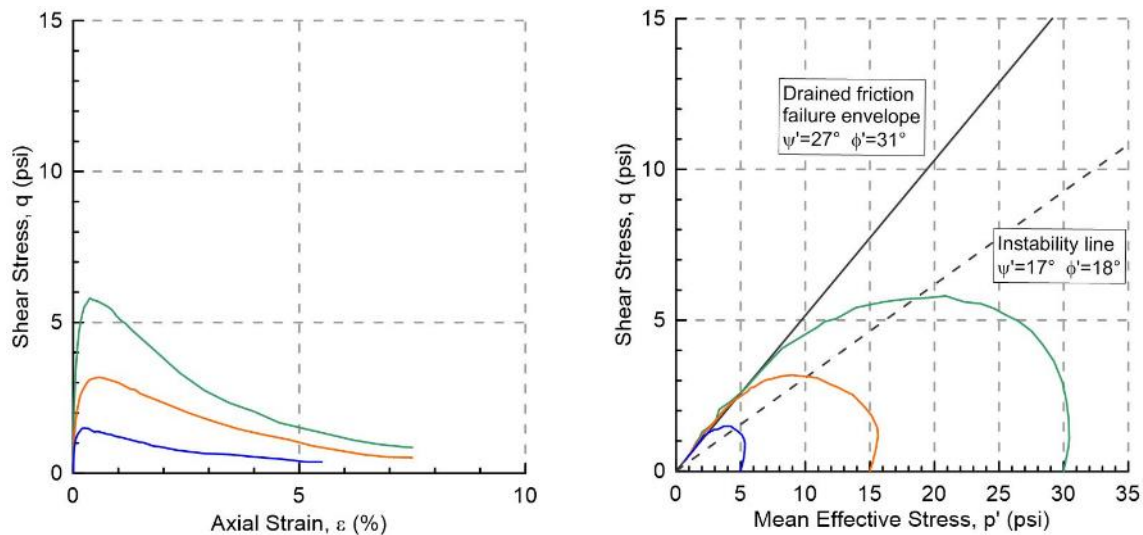 15
10
5
0
Shear Stress, q (psi)
0
5
10
Axial Strain, ε (%)
15
10
5
0
Shear Stress, q (psi)
Drained friction
failure envelope
ψ'=27° ϕ'=31°
Instability line
ψ'=17° ϕ'=18°
0
5
10
15
20
25
30
35
Mean Effective Stress, p' (psi)